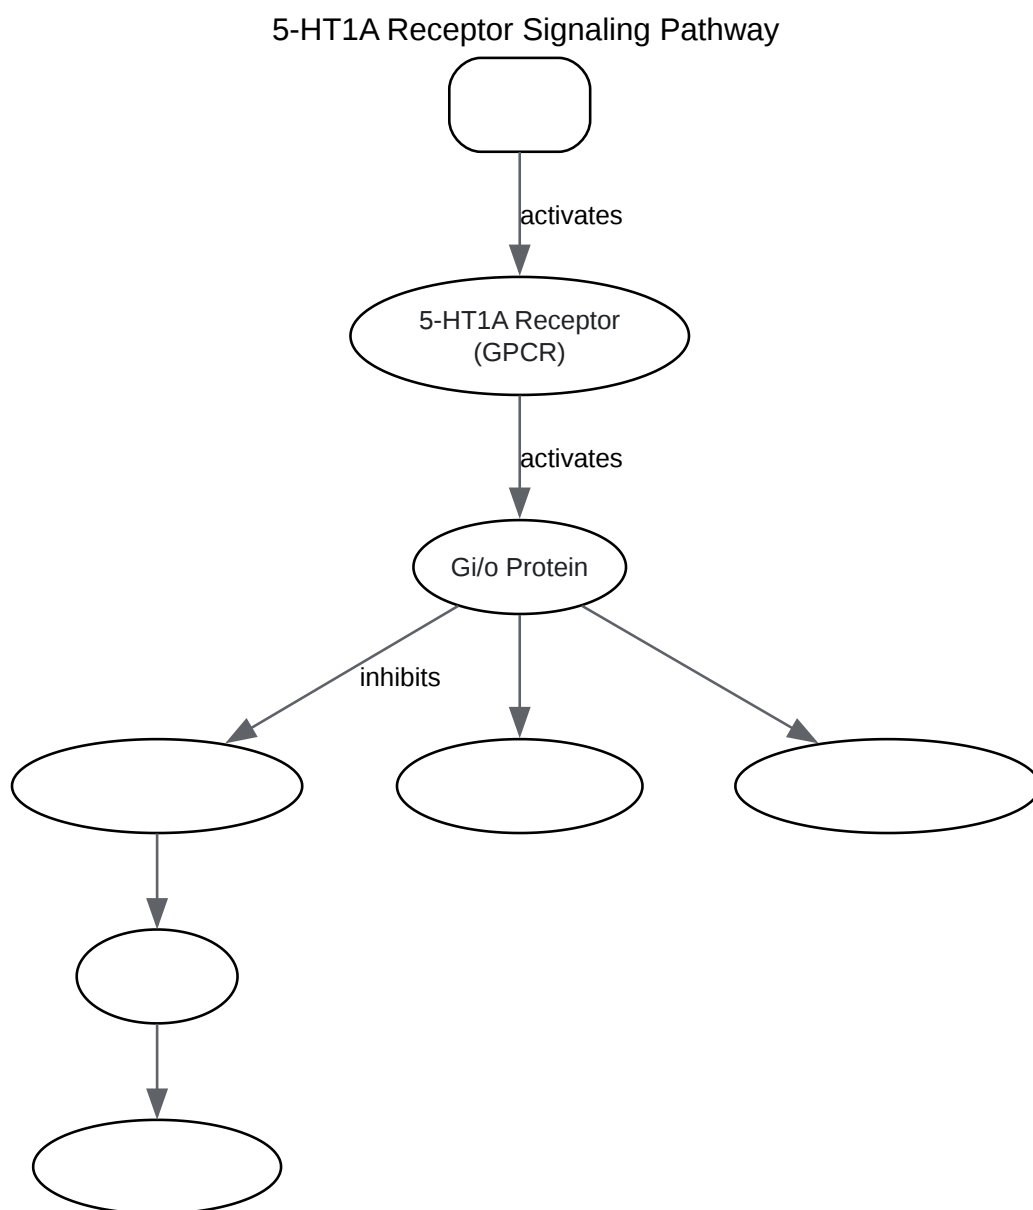 5-HT1A Receptor Signaling Pathway
activates
5-HT1A Receptor
(GPCR)
activates
Gi/o Protein
inhibits